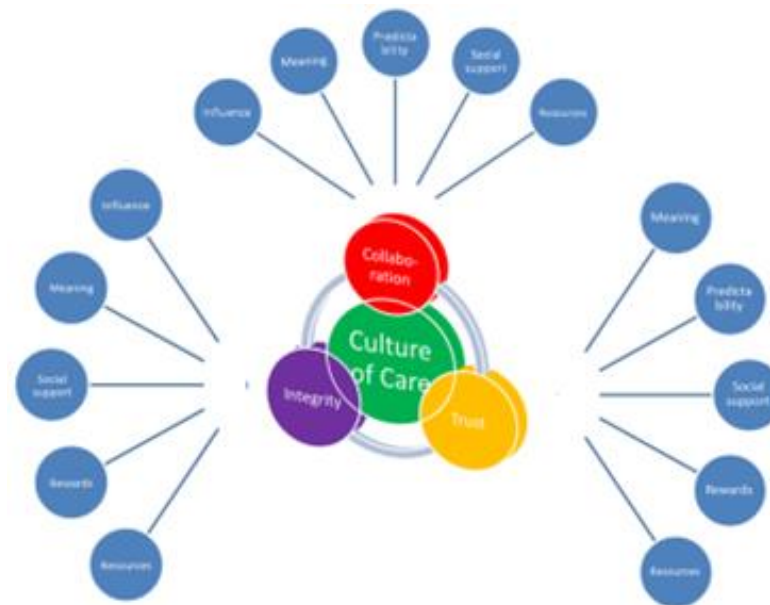 Predicta
bility
Meaning
Social
support
Influence
Resources
Influence
Meaning
Social
support
Rewards
Resources
Collabo-
ration
Culture
of Care
Integrity
Trust
Meaning
Predicta
bility
Social
support
Rewards
Resources